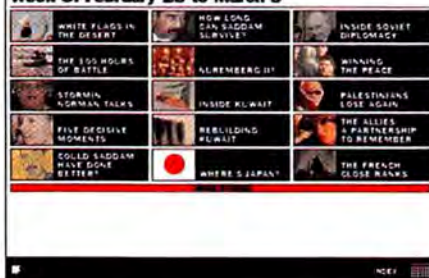 Week of February 25 to March 3
WHITE FLAGS IN
THE DESERT
HOW LONG
CAN SADDAM
SURVIVE?
INSIDE SOVIET
DIPLOMACY
THE 100 HOURS
OF BATTLE
NUREMBERG II?
WINNING
THE PEACE
STORMIN
NORMAN TALKS
INSIDE KUWAIT
PALESTINIANS
LOSE AGAIN
FIVE DECISIVE
MOMENTS
REBUILDING
KUWAIT
THE ALLIES
A PARTNERSHIP
TO REMEMBER
COULD SADDAM
HAVE DONE
BETTER?
WHERE'S JAPAN?
THE FRENCH
CLOSE RANKS
INDEX